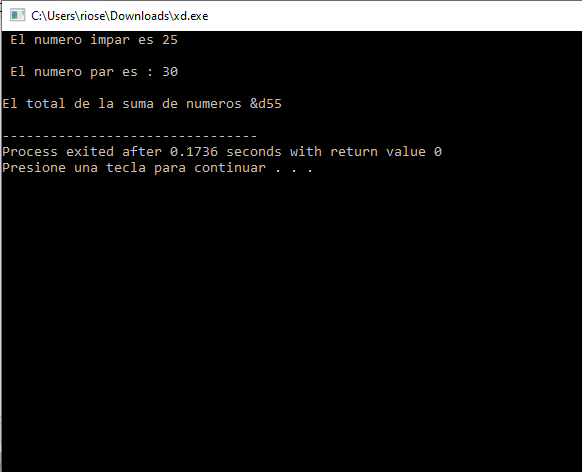 C:\Users\riose\Downloads\xd.exe
El numero impar es 25
El numero par es : 30
El total de la suma de numeros &d55
--------------------------------
Process exited after 0.1736 seconds with return value 0
Presione una tecla para continuar . . .